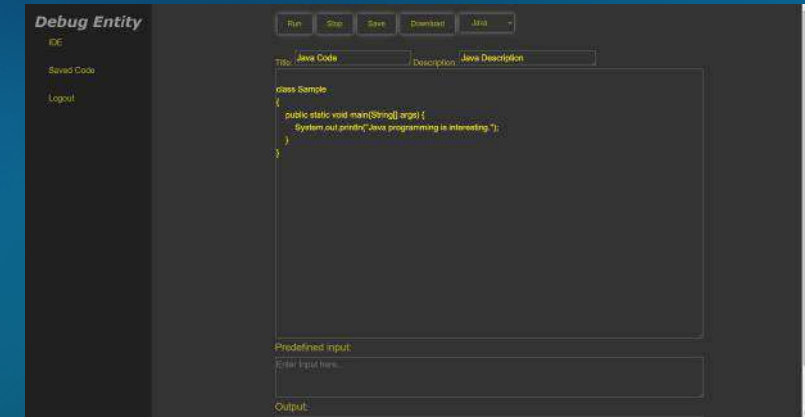 Debug Entity
IDE
Saved Code
Logout
Run Stop Save Download Java
Title: Java Code Description: Java Description
class Sample
{
public static void main(String[] args) {
System.out.println("Java programming is interesting.");
}
}
Predefined input:
Enter Input here...
Output: